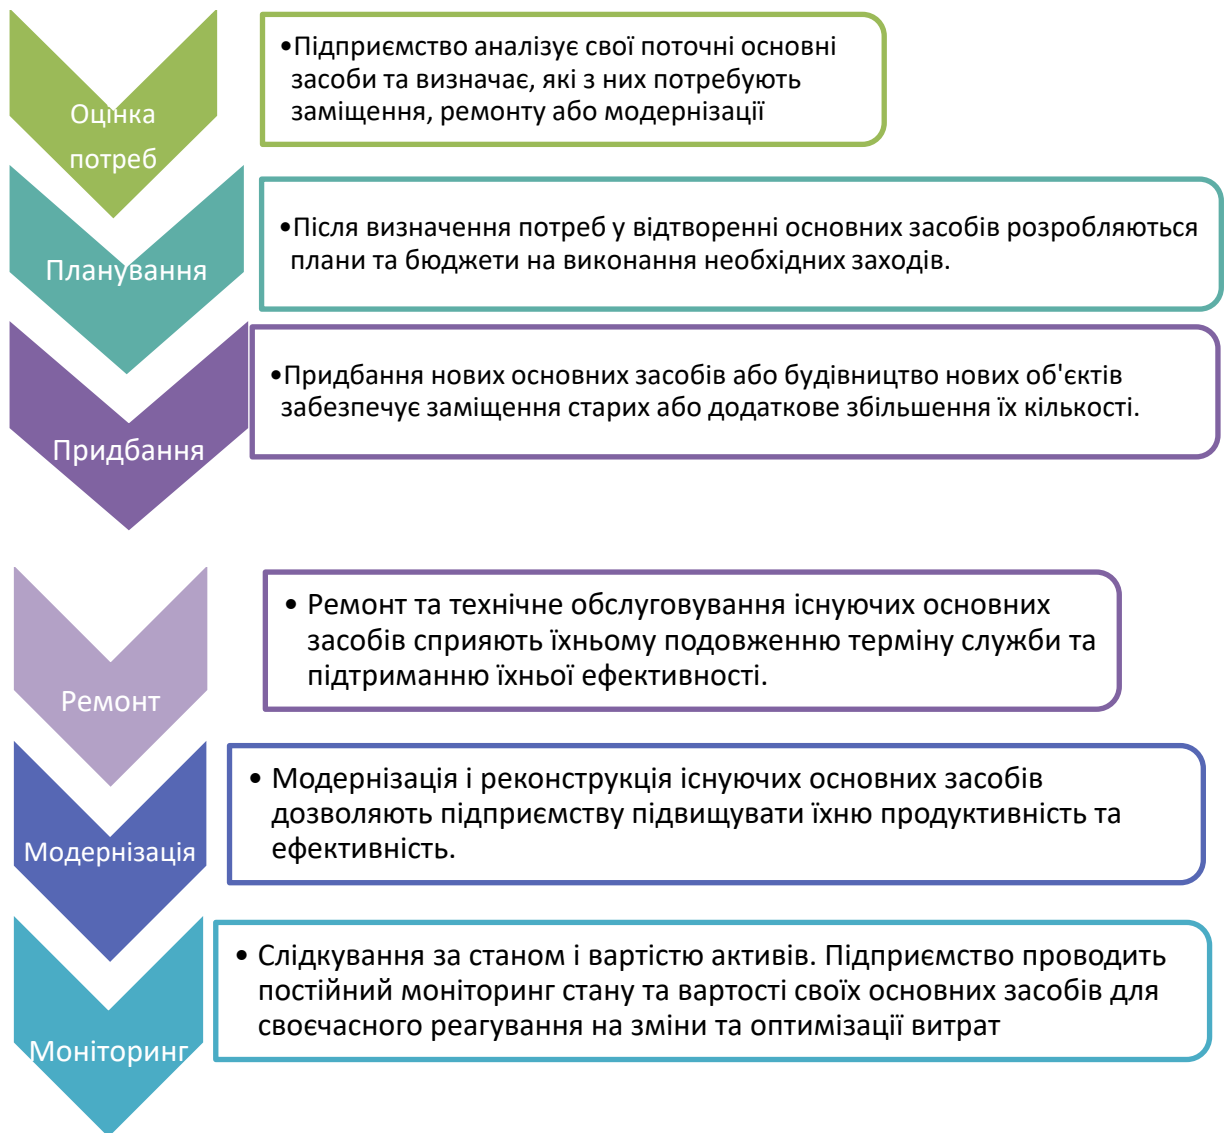 Оцінка
потреб
•Підприємство аналізує свої поточні основні
засоби та визначає, які з них потребують
заміщення, ремонту або модернізації
Планування
•Після визначення потреб у відтворенні основних засобів розробляються
плани та бюджети на виконання необхідних заходів.
Придбання
•Придбання нових основних засобів або будівництво нових об'єктів
забезпечує заміщення старих або додаткове збільшення їх кількості.
Ремонт
• Ремонт та технічне обслуговування існуючих основних
засобів сприяють їхньому подовженню терміну служби та
підтриманню їхньої ефективності.
Модернізація
• Модернізація і реконструкція існуючих основних засобів
дозволяють підприємству підвищувати їхню продуктивність та
ефективність.
Моніторинг
• Слідкування за станом і вартістю активів. Підприємство проводить
постійний моніторинг стану та вартості своїх основних засобів для
своєчасного реагування на зміни та оптимізації витрат